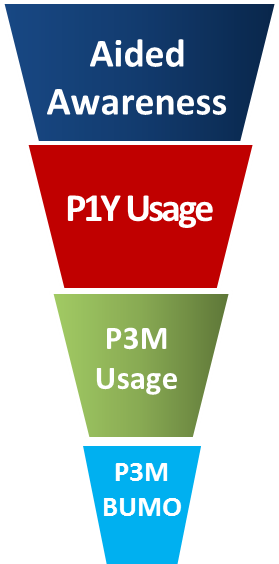 Aided
Awareness
P1Y Usage
P3M
Usage
P3M
BUMO